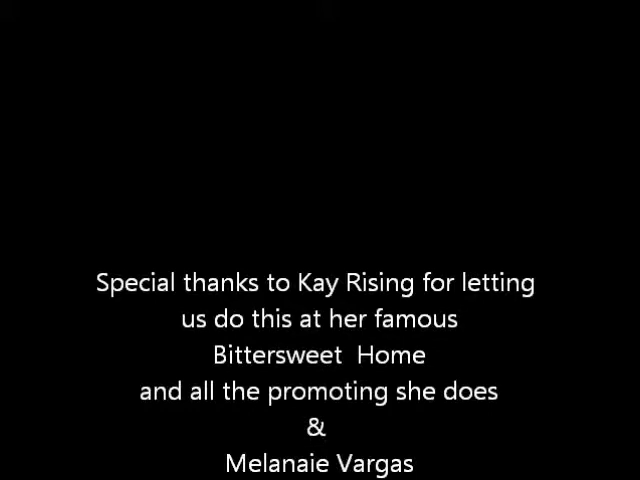 Special thanks to Kay Rising for letting
us do this at her famous
Bittersweet  Home
and all the promoting she does
&
Melanaie Vargas